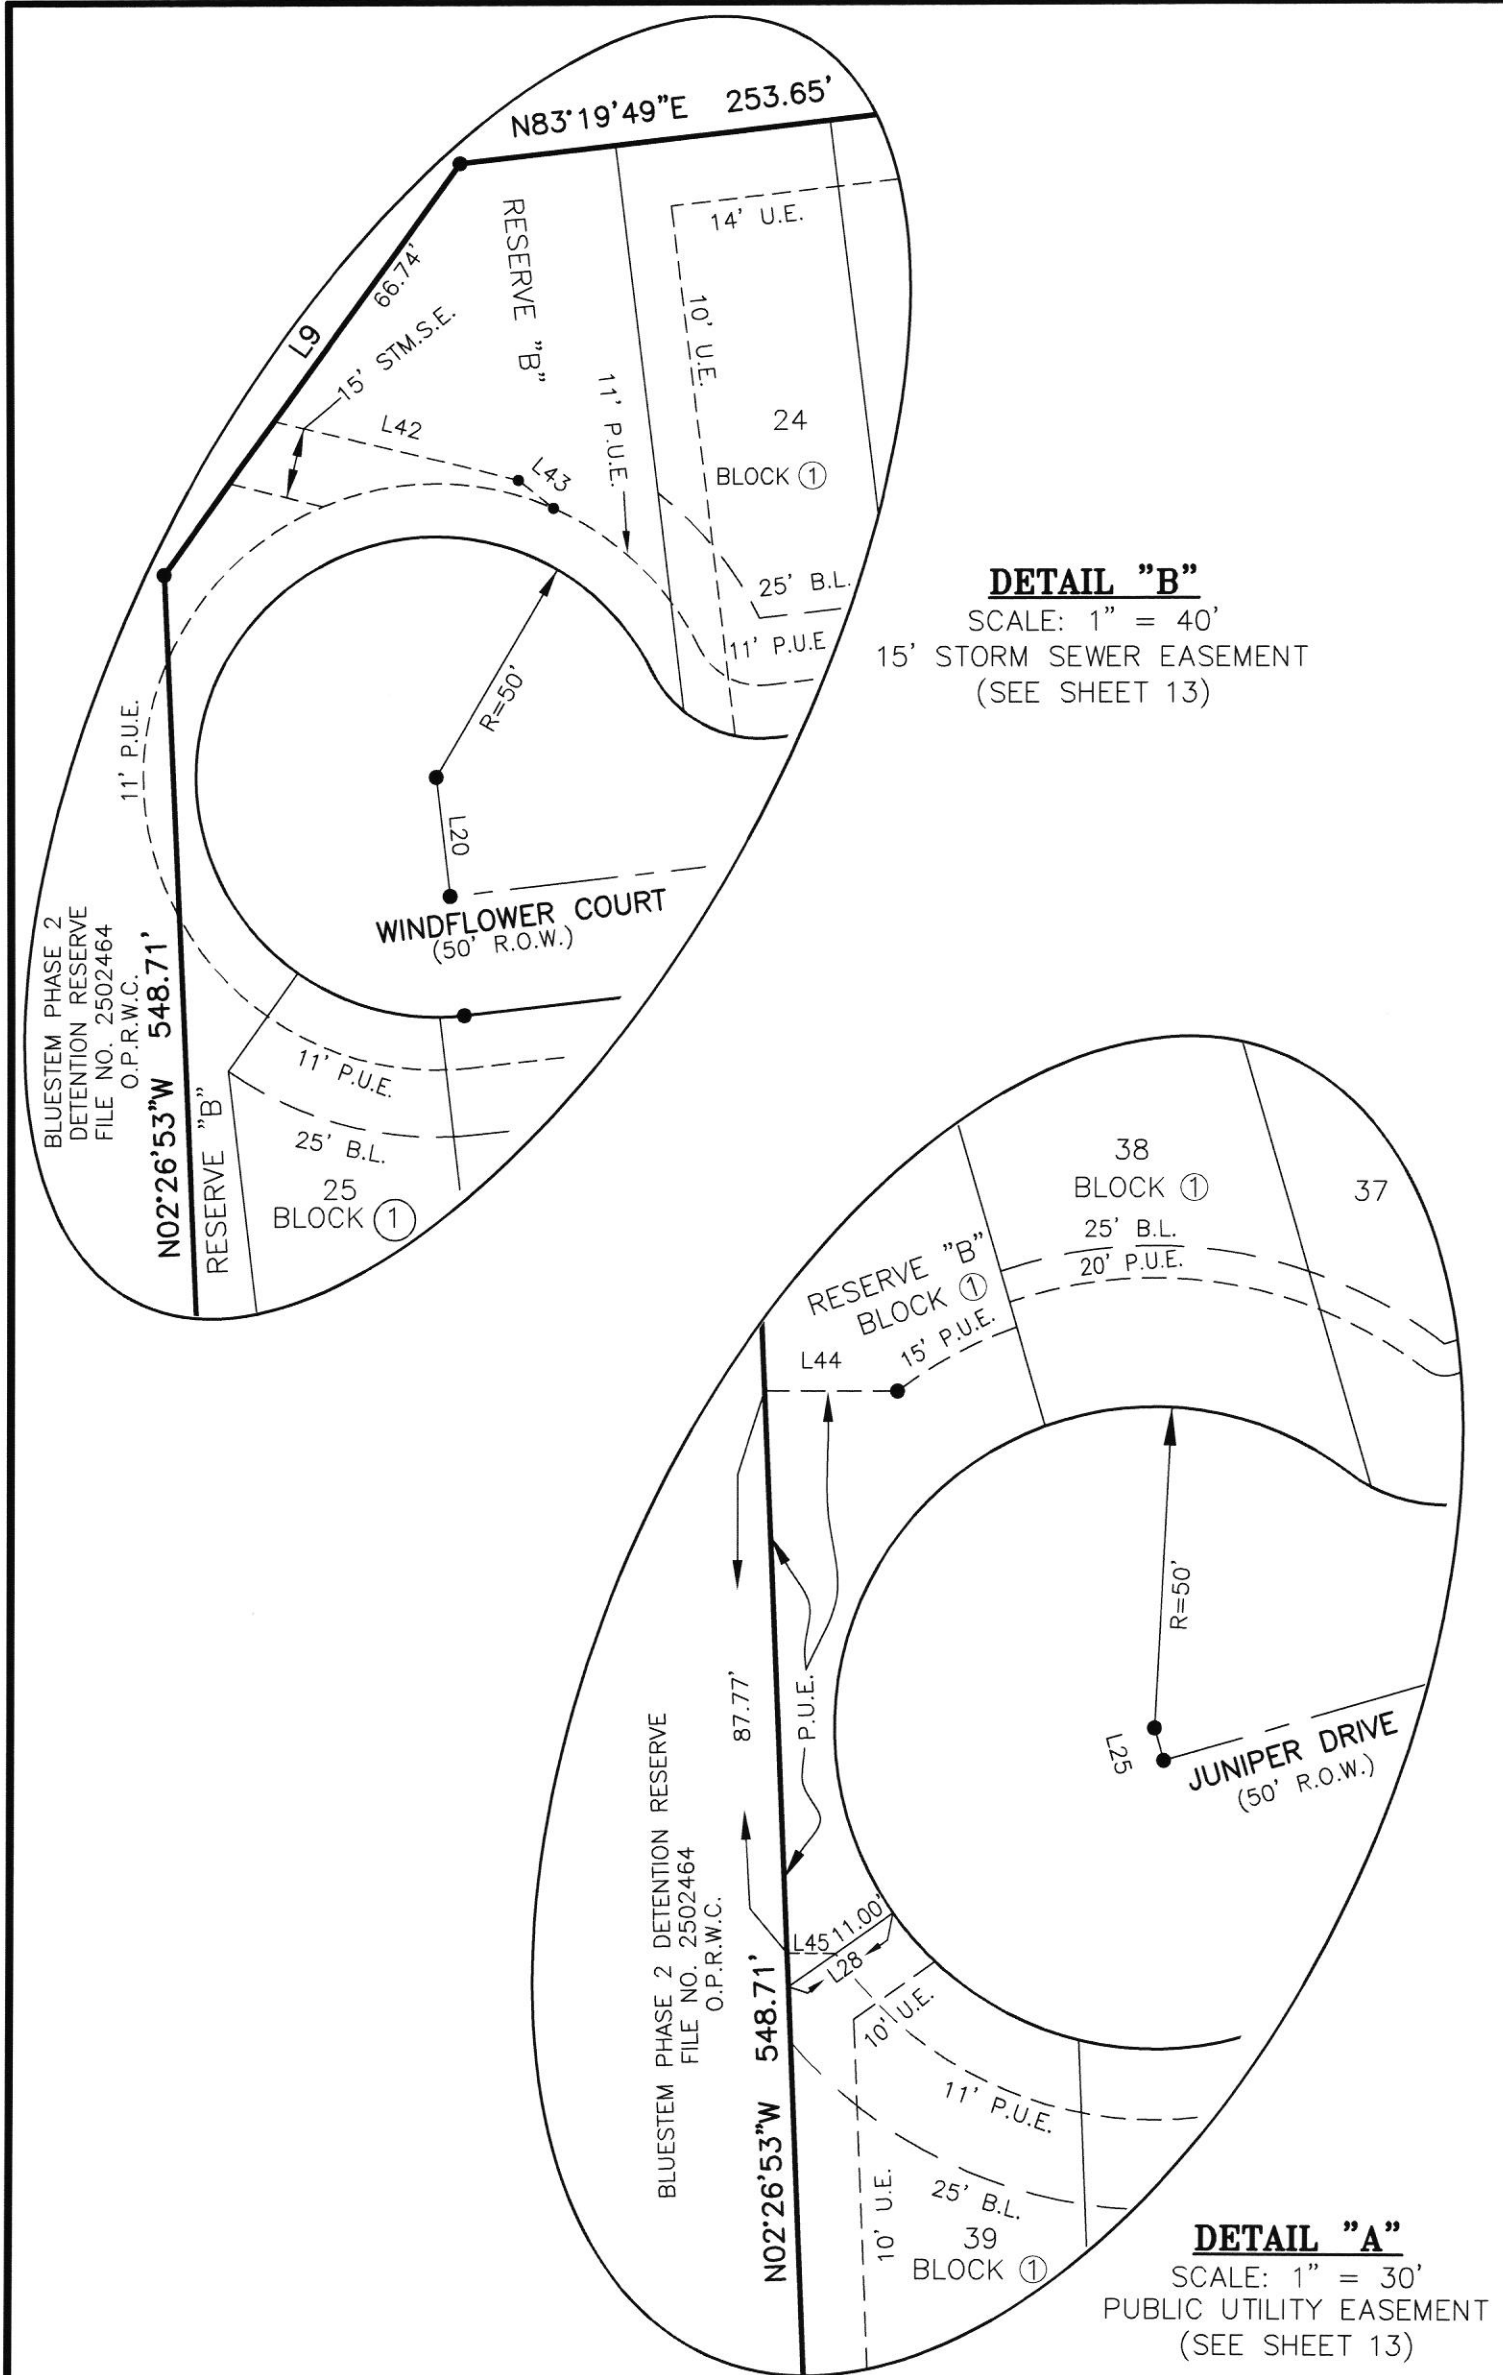 N83°19'49"E 253.65'
RESERVE "B"
14' U.E.
66.74'
L9
15' STM.S.E.
10' U.E.
11' P.U.E.
24
BLOCK 1
L42
L43
25' B.L.
11' P.U.E
DETAIL "B"
SCALE: 1" = 40'
15' STORM SEWER EASEMENT
(SEE SHEET 13)
R=50'
11' P.U.E.
L20
WINDFLOWER COURT
(50' R.O.W.)
BLUESTEM PHASE 2
DETENTION RESERVE
FILE NO. 2502464
O.P.R.W.C.
N02°26'53"W 548.71'
RESERVE "B"
11' P.U.E.
25' B.L.
25
BLOCK 1
38
BLOCK 1
37
25' B.L.
20' P.U.E.
RESERVE "B"
BLOCK 1
15' P.U.E.
L44
R=50'
87.77'
P.U.E.
L25
JUNIPER DRIVE
(50' R.O.W.)
BLUESTEM PHASE 2 DETENTION RESERVE
FILE NO. 2502464
O.P.R.W.C.
L45 11.00'
L28
N02°26'53"W 548.71'
10' U.E.
11' P.U.E.
10' U.E.
25' B.L.
39
BLOCK 1
DETAIL "A"
SCALE: 1" = 30'
PUBLIC UTILITY EASEMENT
(SEE SHEET 13)